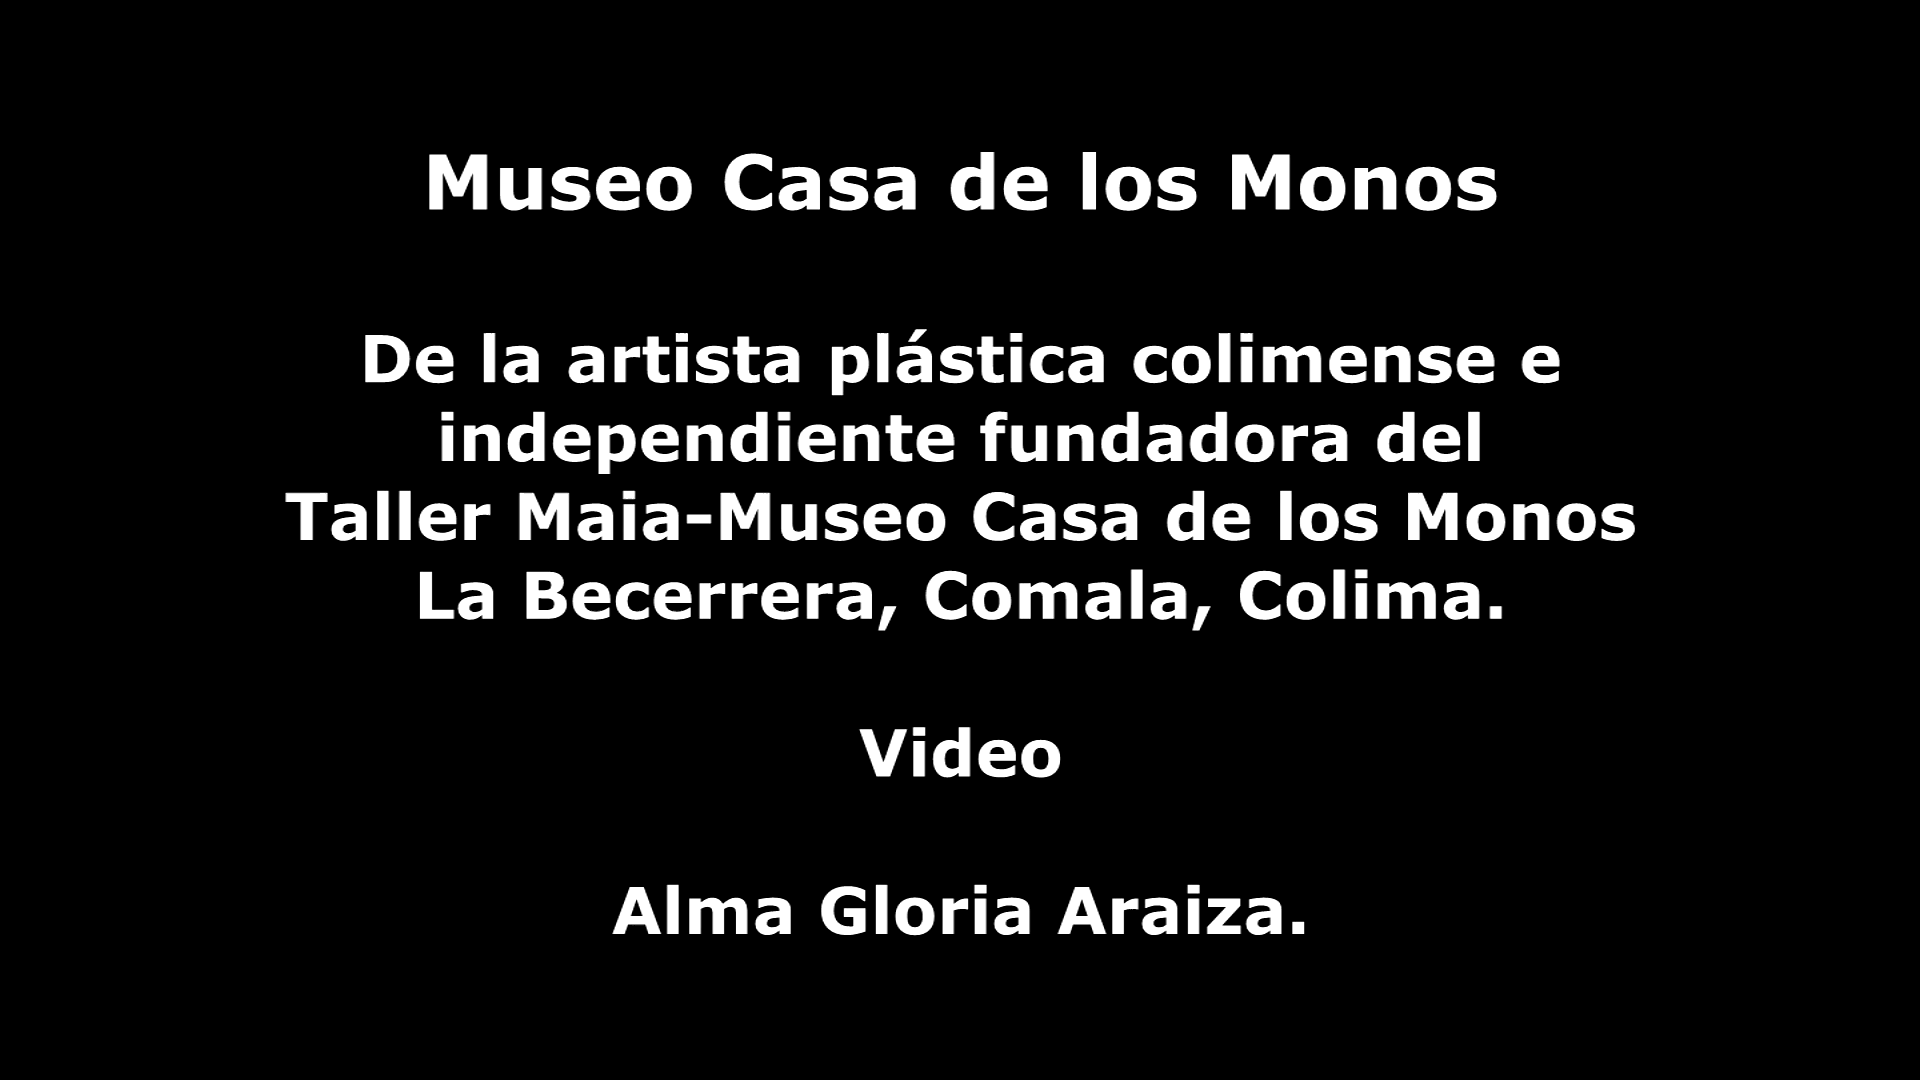 Museo Casa de los Monos
De la artista plástica colimense e
independiente fundadora del
Taller Maia-Museo Casa de los Monos
La Becerrera, Comala, Colima.
Video
Alma Gloria Araiza.